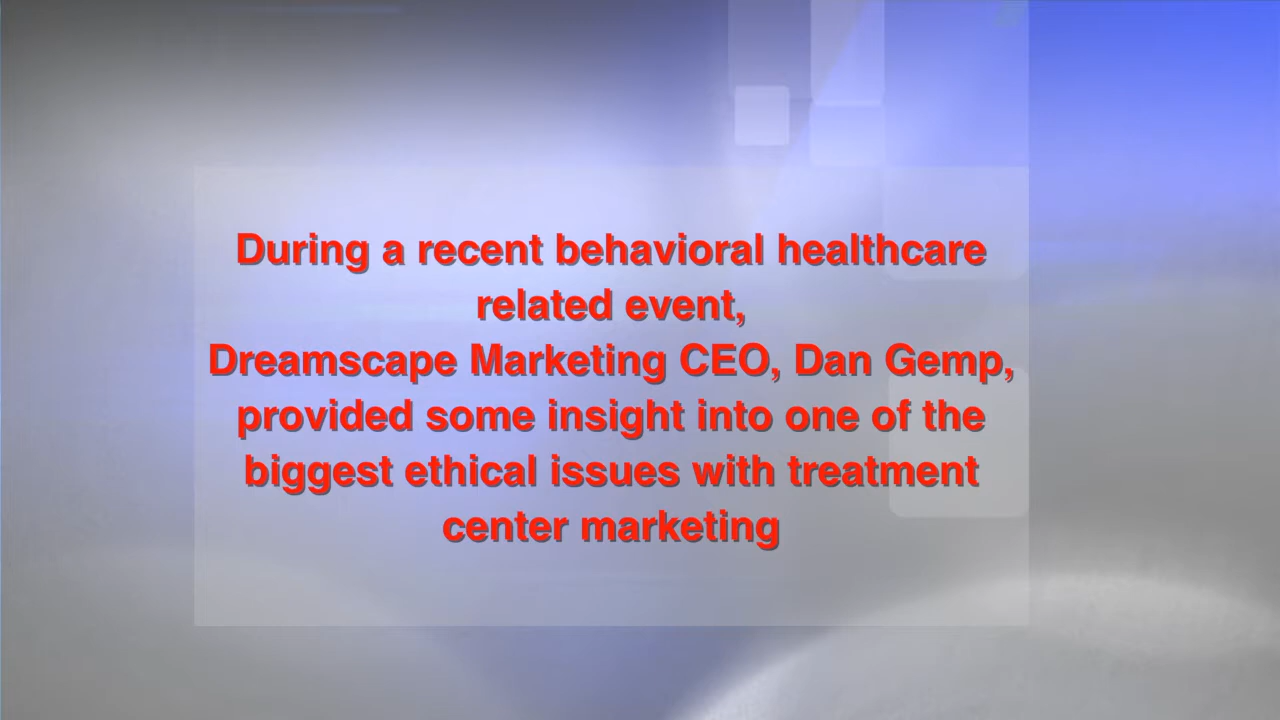 During a recent behavioral healthcare
related event,
Dreamscape Marketing CEO, Dan Gemp,
provided some insight into one of the
biggest ethical issues with treatment
center marketing